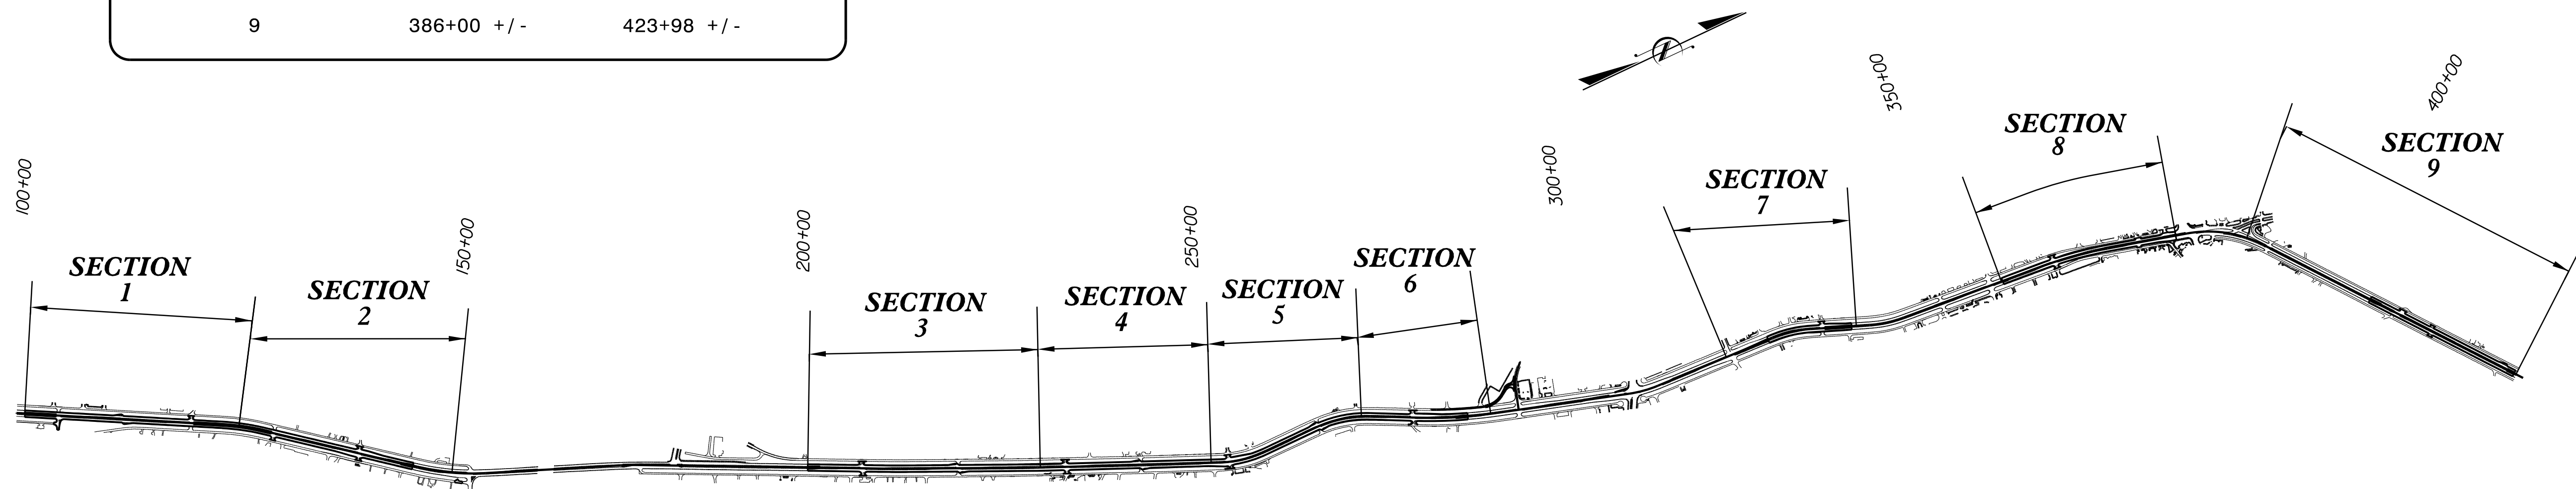 9 386+00 +/- 423+98 +/-
N
100+00
150+00
200+00
250+00
300+00
350+00
400+00
SECTION
1
SECTION
2
SECTION
3
SECTION
4
SECTION
5
SECTION
6
SECTION
7
SECTION
8
SECTION
9